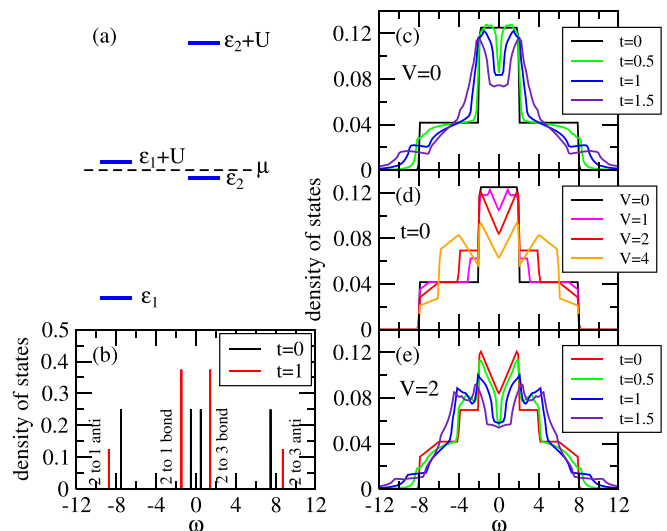 (a)
ε₂+U
ε₁+U
μ
ε₂
ε₁
(b)
density of states
0.5
0.4
0.3
0.2
0.1
0
t=0
t=1
2 to 1 anti
2 to 1 bond
2 to 3 bond
2 to 3 anti
-12 -8 -4 0 4 8 12
ω
(c)
V=0
0.12
0.08
0.04
0
t=0
t=0.5
t=1
t=1.5
(d)
t=0
density of states
0.12
0.08
0.04
0
V=0
V=1
V=2
V=4
(e)
V=2
0.12
0.08
0.04
0
t=0
t=0.5
t=1
t=1.5
-12 -8 -4 0 4 8 12
ω